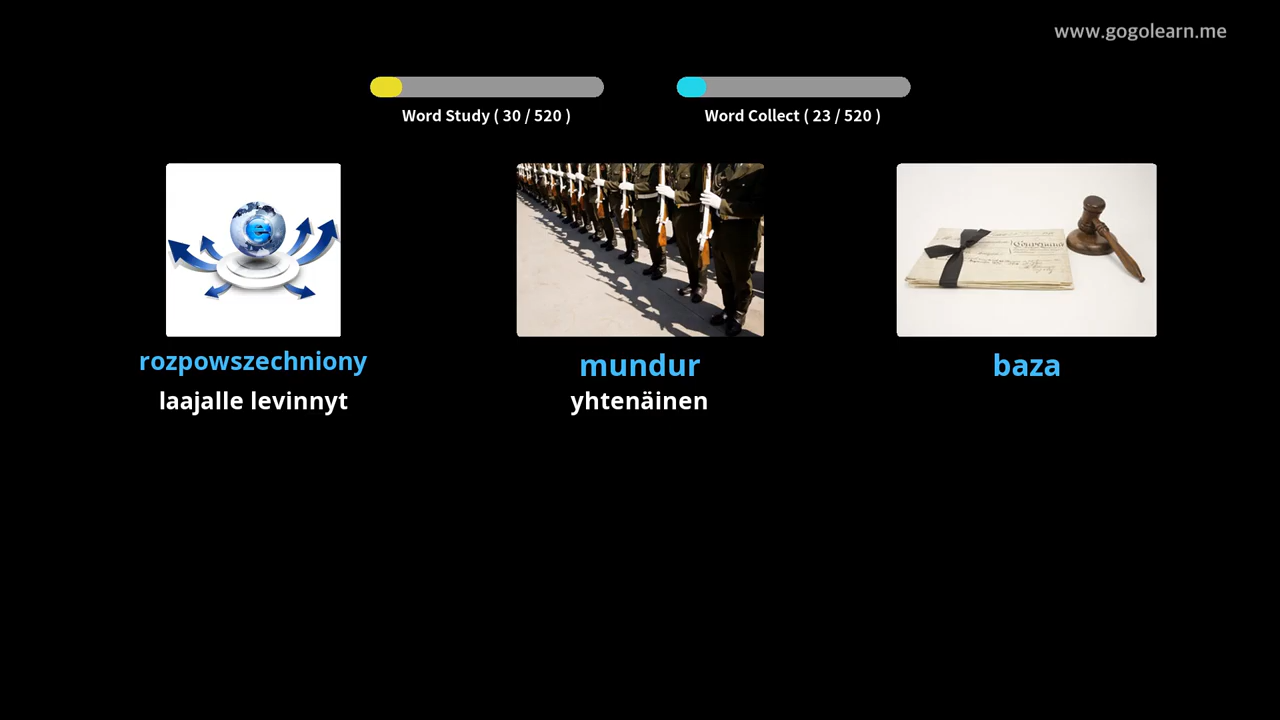 www.gogolearn.me
Word Study ( 30 / 520 )
Word Collect ( 23 / 520 )
e
rozpowszechniony
mundur
baza
laajalle levinnyt
yhtenäinen